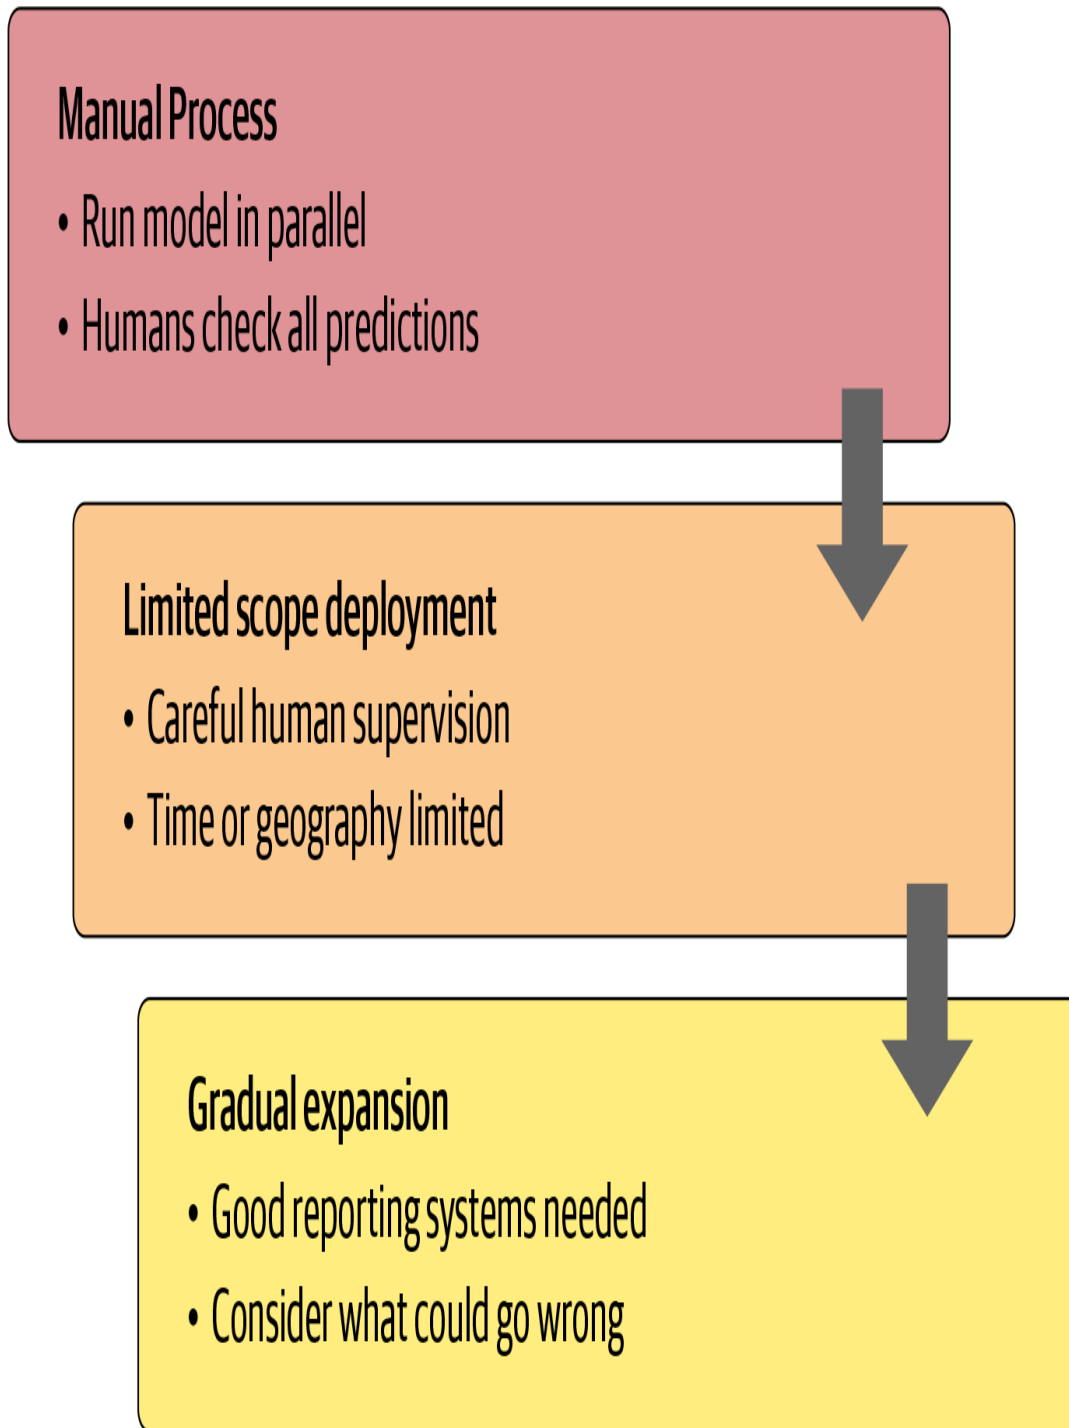 Manual Process
• Run model in parallel
• Humans check all predictions
Limited scope deployment
• Careful human supervision
• Time or geography limited
Gradual expansion
• Good reporting systems needed
• Consider what could go wrong